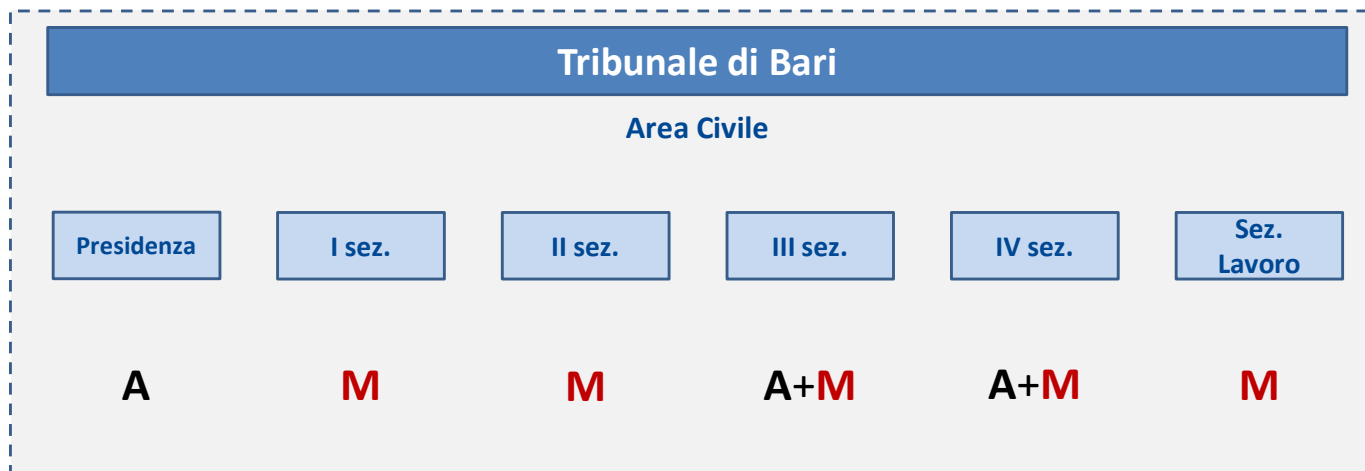 Tribunale di Bari
Area Civile
Presidenza
I sez.
II sez.
III sez.
IV sez.
Sez.
Lavoro
A
M
M
A+M
A+M
M